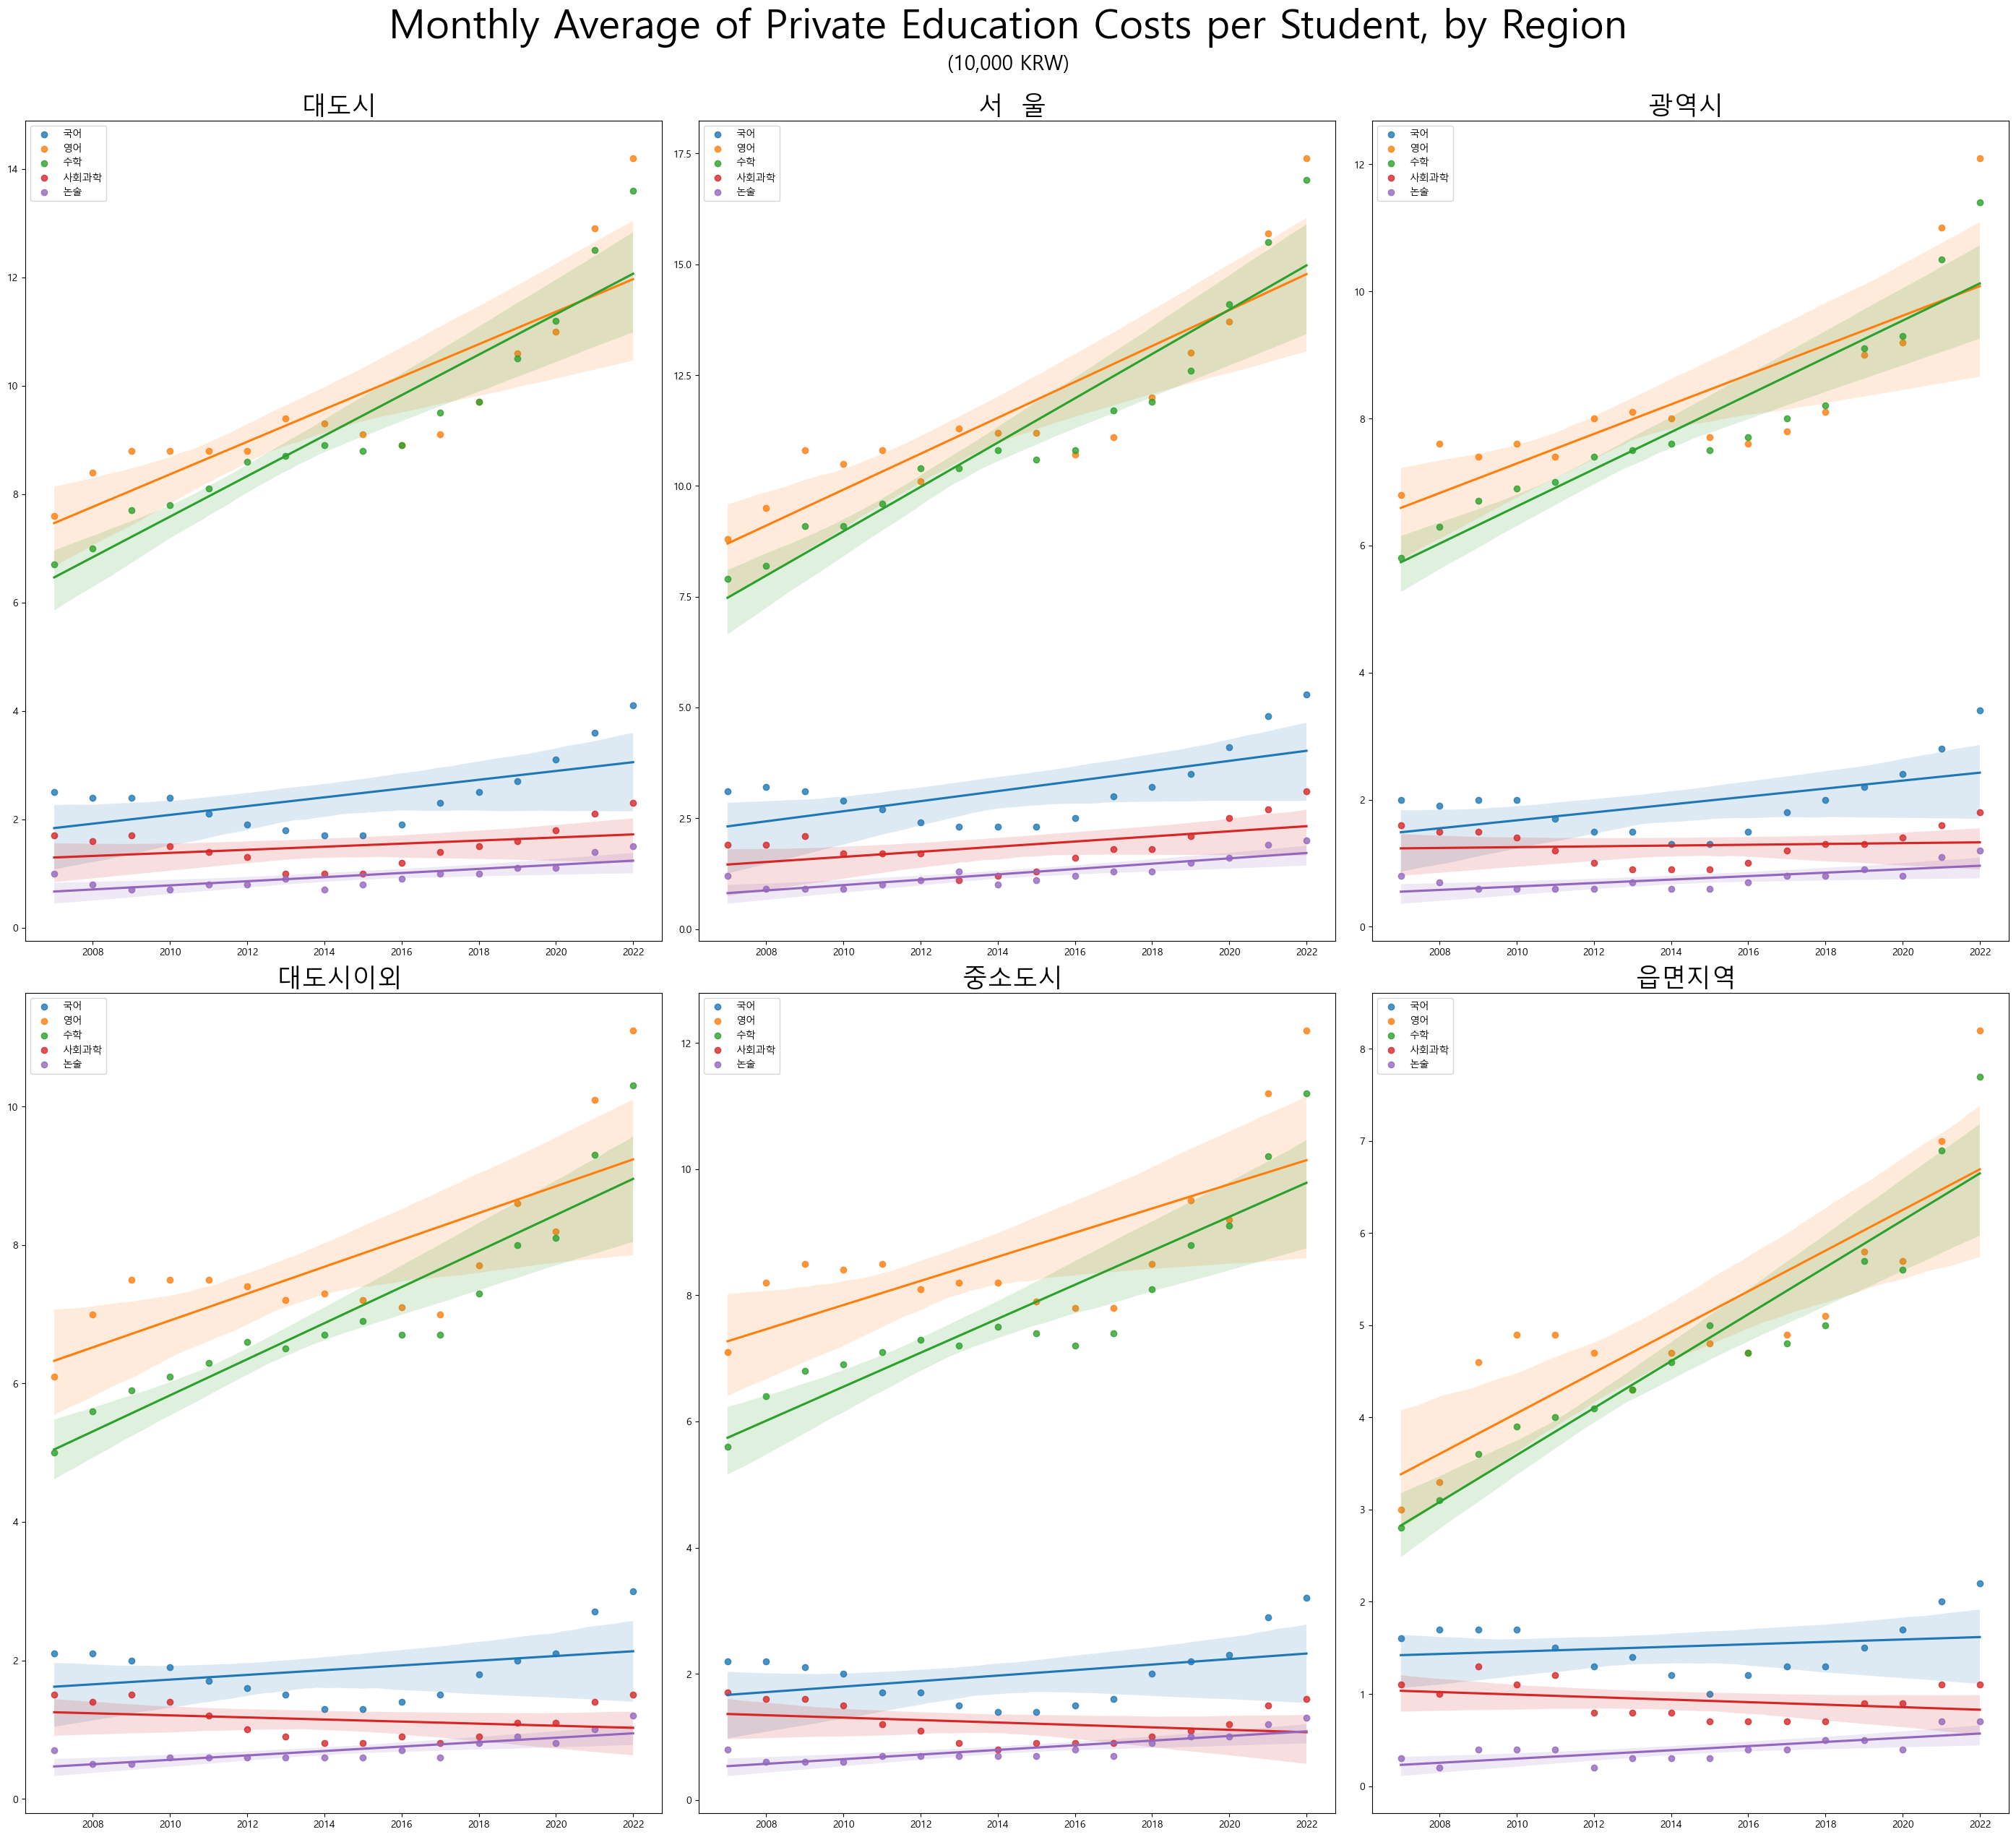 Monthly Average of Private Education Costs per Student, by Region
(10,000 KRW)
대도시
국어
영어
수학
사회과학
논술
14
12
10
8
6
4
2
0
2008 2010 2012 2014 2016 2018 2020 2022
서 울
국어
영어
수학
사회과학
논술
17.5
15.0
12.5
10.0
7.5
5.0
2.5
0.0
2008 2010 2012 2014 2016 2018 2020 2022
광역시
국어
영어
수학
사회과학
논술
12
10
8
6
4
2
0
2008 2010 2012 2014 2016 2018 2020 2022
대도시이외
국어
영어
수학
사회과학
논술
10
8
6
4
2
0
2008 2010 2012 2014 2016 2018 2020 2022
중소도시
국어
영어
수학
사회과학
논술
12
10
8
6
4
2
0
2008 2010 2012 2014 2016 2018 2020 2022
읍면지역
국어
영어
수학
사회과학
논술
8
7
6
5
4
3
2
1
0
2008 2010 2012 2014 2016 2018 2020 2022